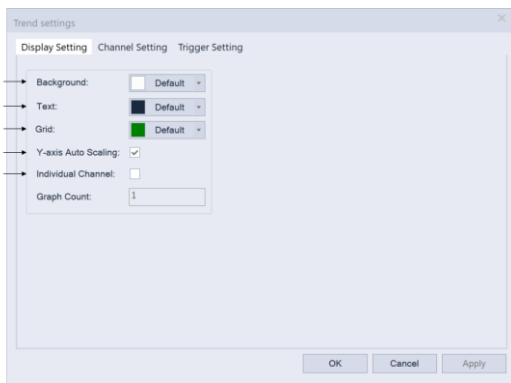 Trend settings
Display Setting Channel Setting Trigger Setting
Background: Default
Text: Default
Grid: Default
Y-axis Auto Scaling:
Individual Channel:
Graph Count: 1
OK Cancel Apply